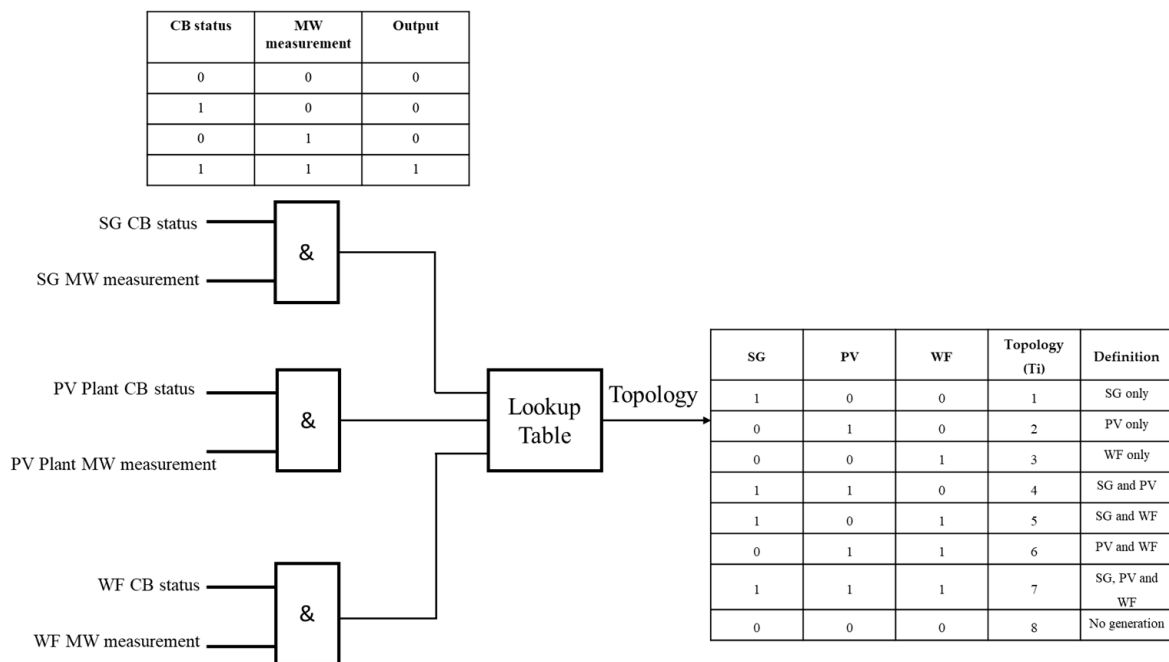 CB status MW measurement Output
0 0 0
1 0 0
0 1 0
1 1 1
SG CB status
&
SG MW measurement
PV Plant CB status
&
PV Plant MW measurement
WF CB status
&
WF MW measurement
Lookup
Table
Topology
SG PV WF Topology (Ti) Definition
1 0 0 1 SG only
0 1 0 2 PV only
0 0 1 3 WF only
1 1 0 4 SG and PV
1 0 1 5 SG and WF
0 1 1 6 PV and WF
1 1 1 7 SG, PV and WF
0 0 0 8 No generation